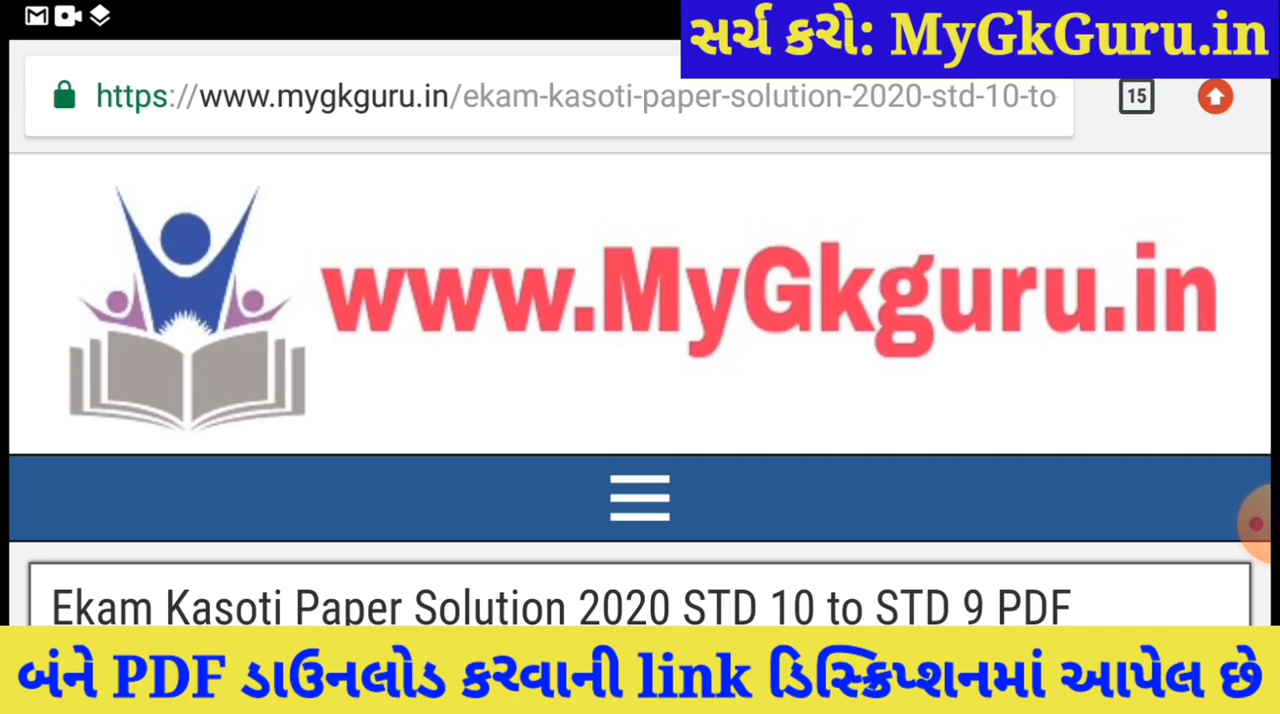 સર્ચ કરો: MyGkGuru.in
https://www.mygkguru.in/ekam-kasoti-paper-solution-2020-std-10-to-
15
www.MyGkguru.in
Ekam Kasoti Paper Solution 2020 STD 10 to STD 9 PDF
બંને PDF ડાઉનલોડ કરવાની link ડિસ્ક્રિપ્શનમાં આપેલ છે